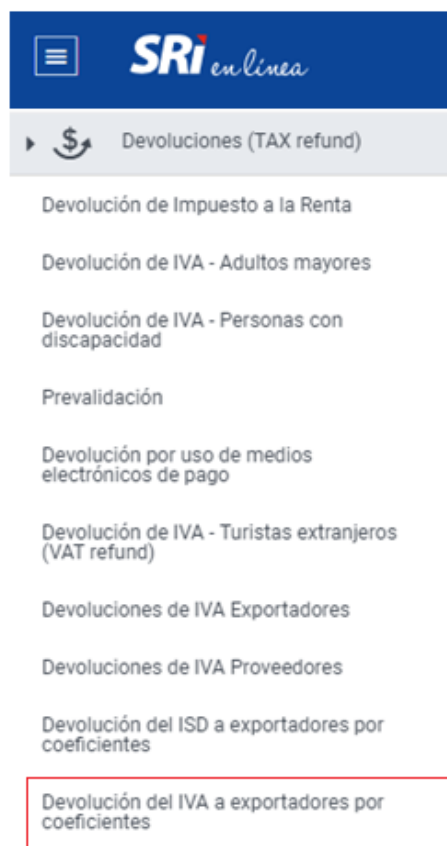 SRi en línea
Devoluciones (TAX refund)
Devolución de Impuesto a la Renta
Devolución de IVA - Adultos mayores
Devolución de IVA - Personas con
discapacidad
Prevalidación
Devolución por uso de medios
electrónicos de pago
Devolución de IVA - Turistas extranjeros
(VAT refund)
Devoluciones de IVA Exportadores
Devoluciones de IVA Proveedores
Devolución del ISD a exportadores por
coeficientes
Devolución del IVA a exportadores por
coeficientes